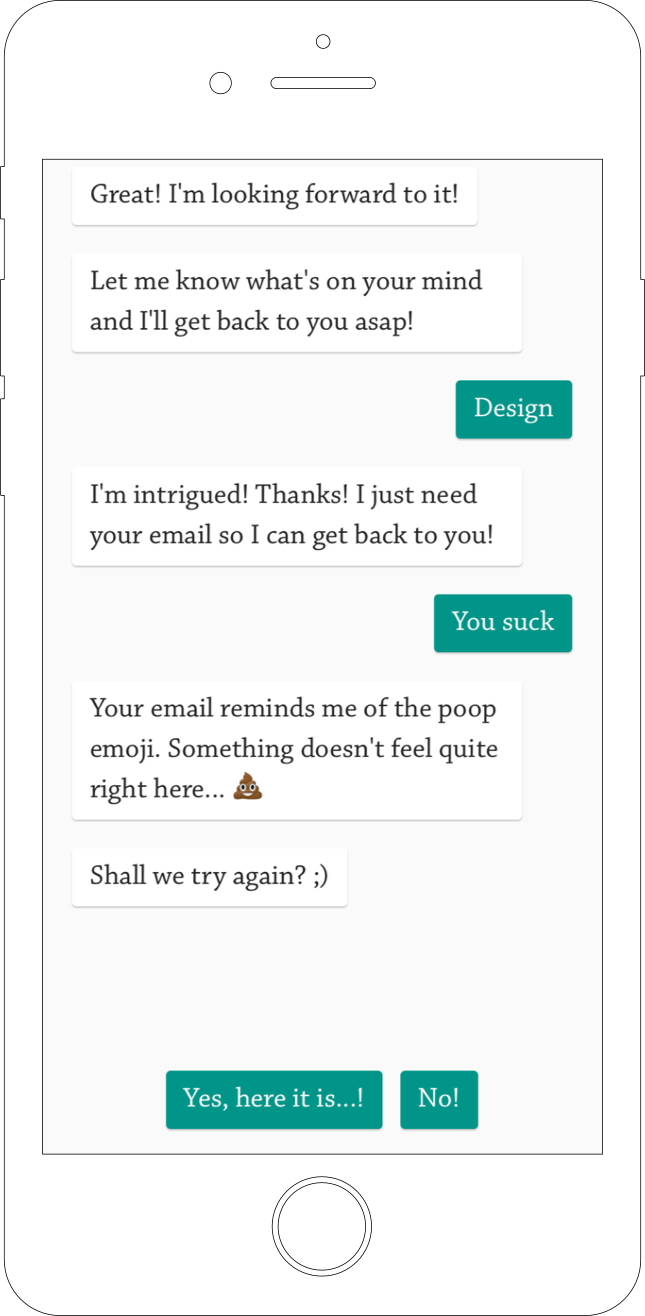 Great! I'm looking forward to it!
Let me know what's on your mind
and I'll get back to you asap!
Design
I'm intrigued! Thanks! I just need
your email so I can get back to you!
You suck
Your email reminds me of the poop
emoji. Something doesn't feel quite
right here... 💩
Shall we try again? ;)
Yes, here it is...!
No!